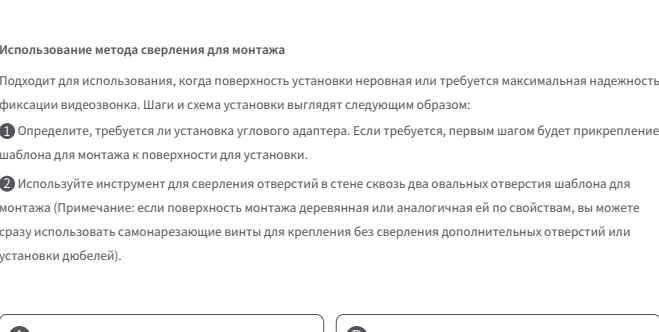 Использование метода сверления для монтажа
Подходит для использования, когда поверхность установки неровная или требуется максимальная надежность
фиксации видеозвонка. Шаги и схема установки выглядят следующим образом:
1 Определите, требуется ли установка углового адаптера. Если требуется, первым шагом будет прикрепление
шаблона для монтажа к поверхности для установки.
2 Используйте инструмент для сверления отверстий в стене сквозь два овальных отверстия шаблона для
монтажа (Примечание: если поверхность монтажа деревянная или аналогичная ей по свойствам, вы можете
сразу использовать самонарезающие винты для крепления без сверления дополнительных отверстий или
установки дюбелей).